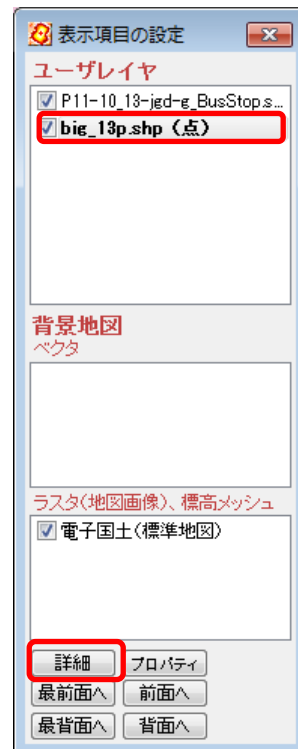 表示項目の設定
ユーザレイヤ
P11-10_13-jgd-g_BusStop.s...
big_13p.shp（点）
背景地図
ベクタ
ラスタ(地図画像)、標高メッシュ
電子国土(標準地図)
詳細 プロパティ
最前面へ 前面へ
最背面へ 背面へ